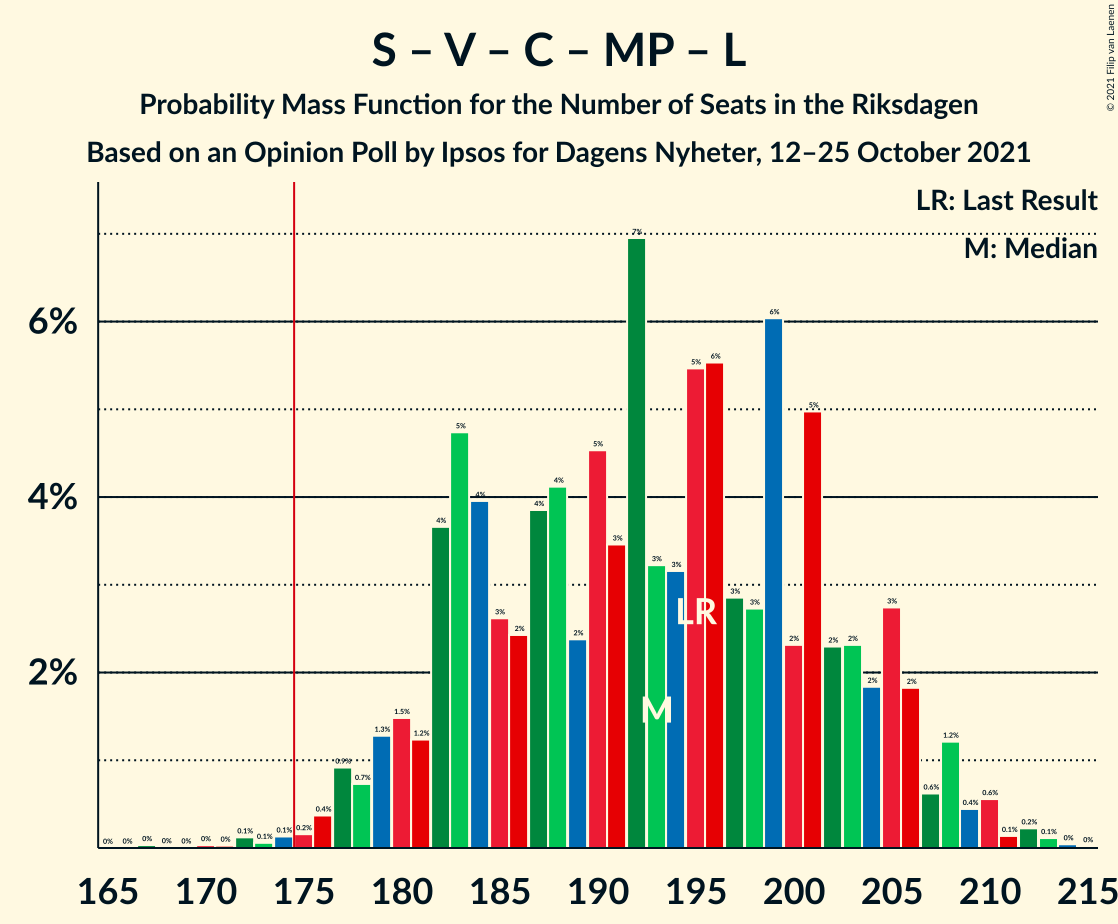 S – V – C – MP – L
Probability Mass Function for the Number of Seats in the Riksdagen
Based on an Opinion Poll by Ipsos for Dagens Nyheter, 12–25 October 2021
© 2021 Filip van Laenen
LR: Last Result
M: Median
6%
4%
2%
0% 0% 0% 0% 0% 0% 0% 0.1% 0.1% 0.1% 0.2% 0.4% 0.9% 0.7% 1.3% 1.5% 1.2% 4% 5% 4% 3% 2% 4% 4% 2% 5% 3% 7% 3% 3% 5% 6% 3% 3% 6% 2% 5% 2% 2% 2% 3% 2% 0.6% 1.2% 0.4% 0.6% 0.1% 0.2% 0.1% 0% 0%
LR
M
165 170 175 180 185 190 195 200 205 210 215